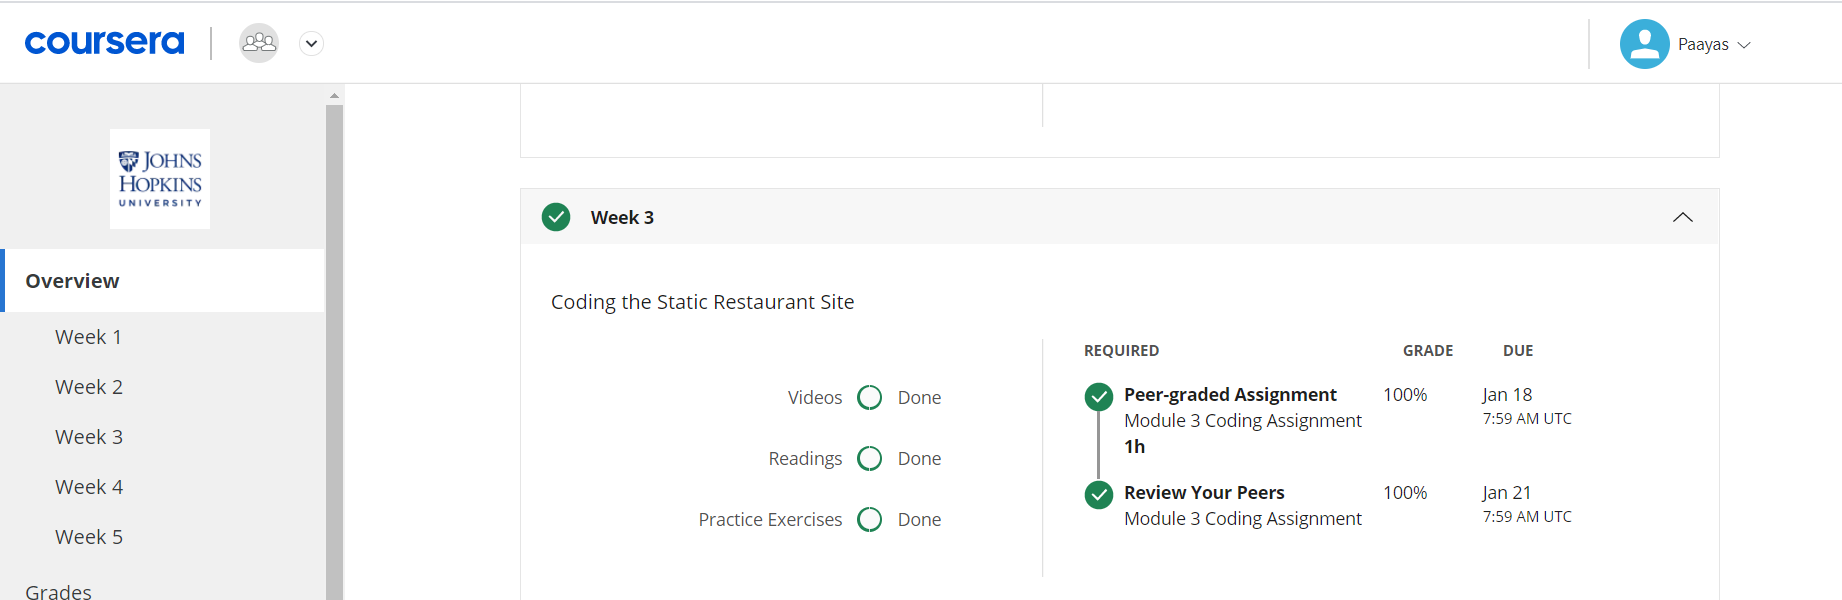 coursera
Paayas
JOHNS
HOPKINS
UNIVERSITY
Overview
Week 1
Week 2
Week 3
Week 4
Week 5
Grades
Week 3
Coding the Static Restaurant Site
Videos Done
Readings Done
Practice Exercises Done
REQUIRED GRADE DUE
Peer-graded Assignment 100% Jan 18
Module 3 Coding Assignment 7:59 AM UTC
1h
Review Your Peers 100% Jan 21
Module 3 Coding Assignment 7:59 AM UTC